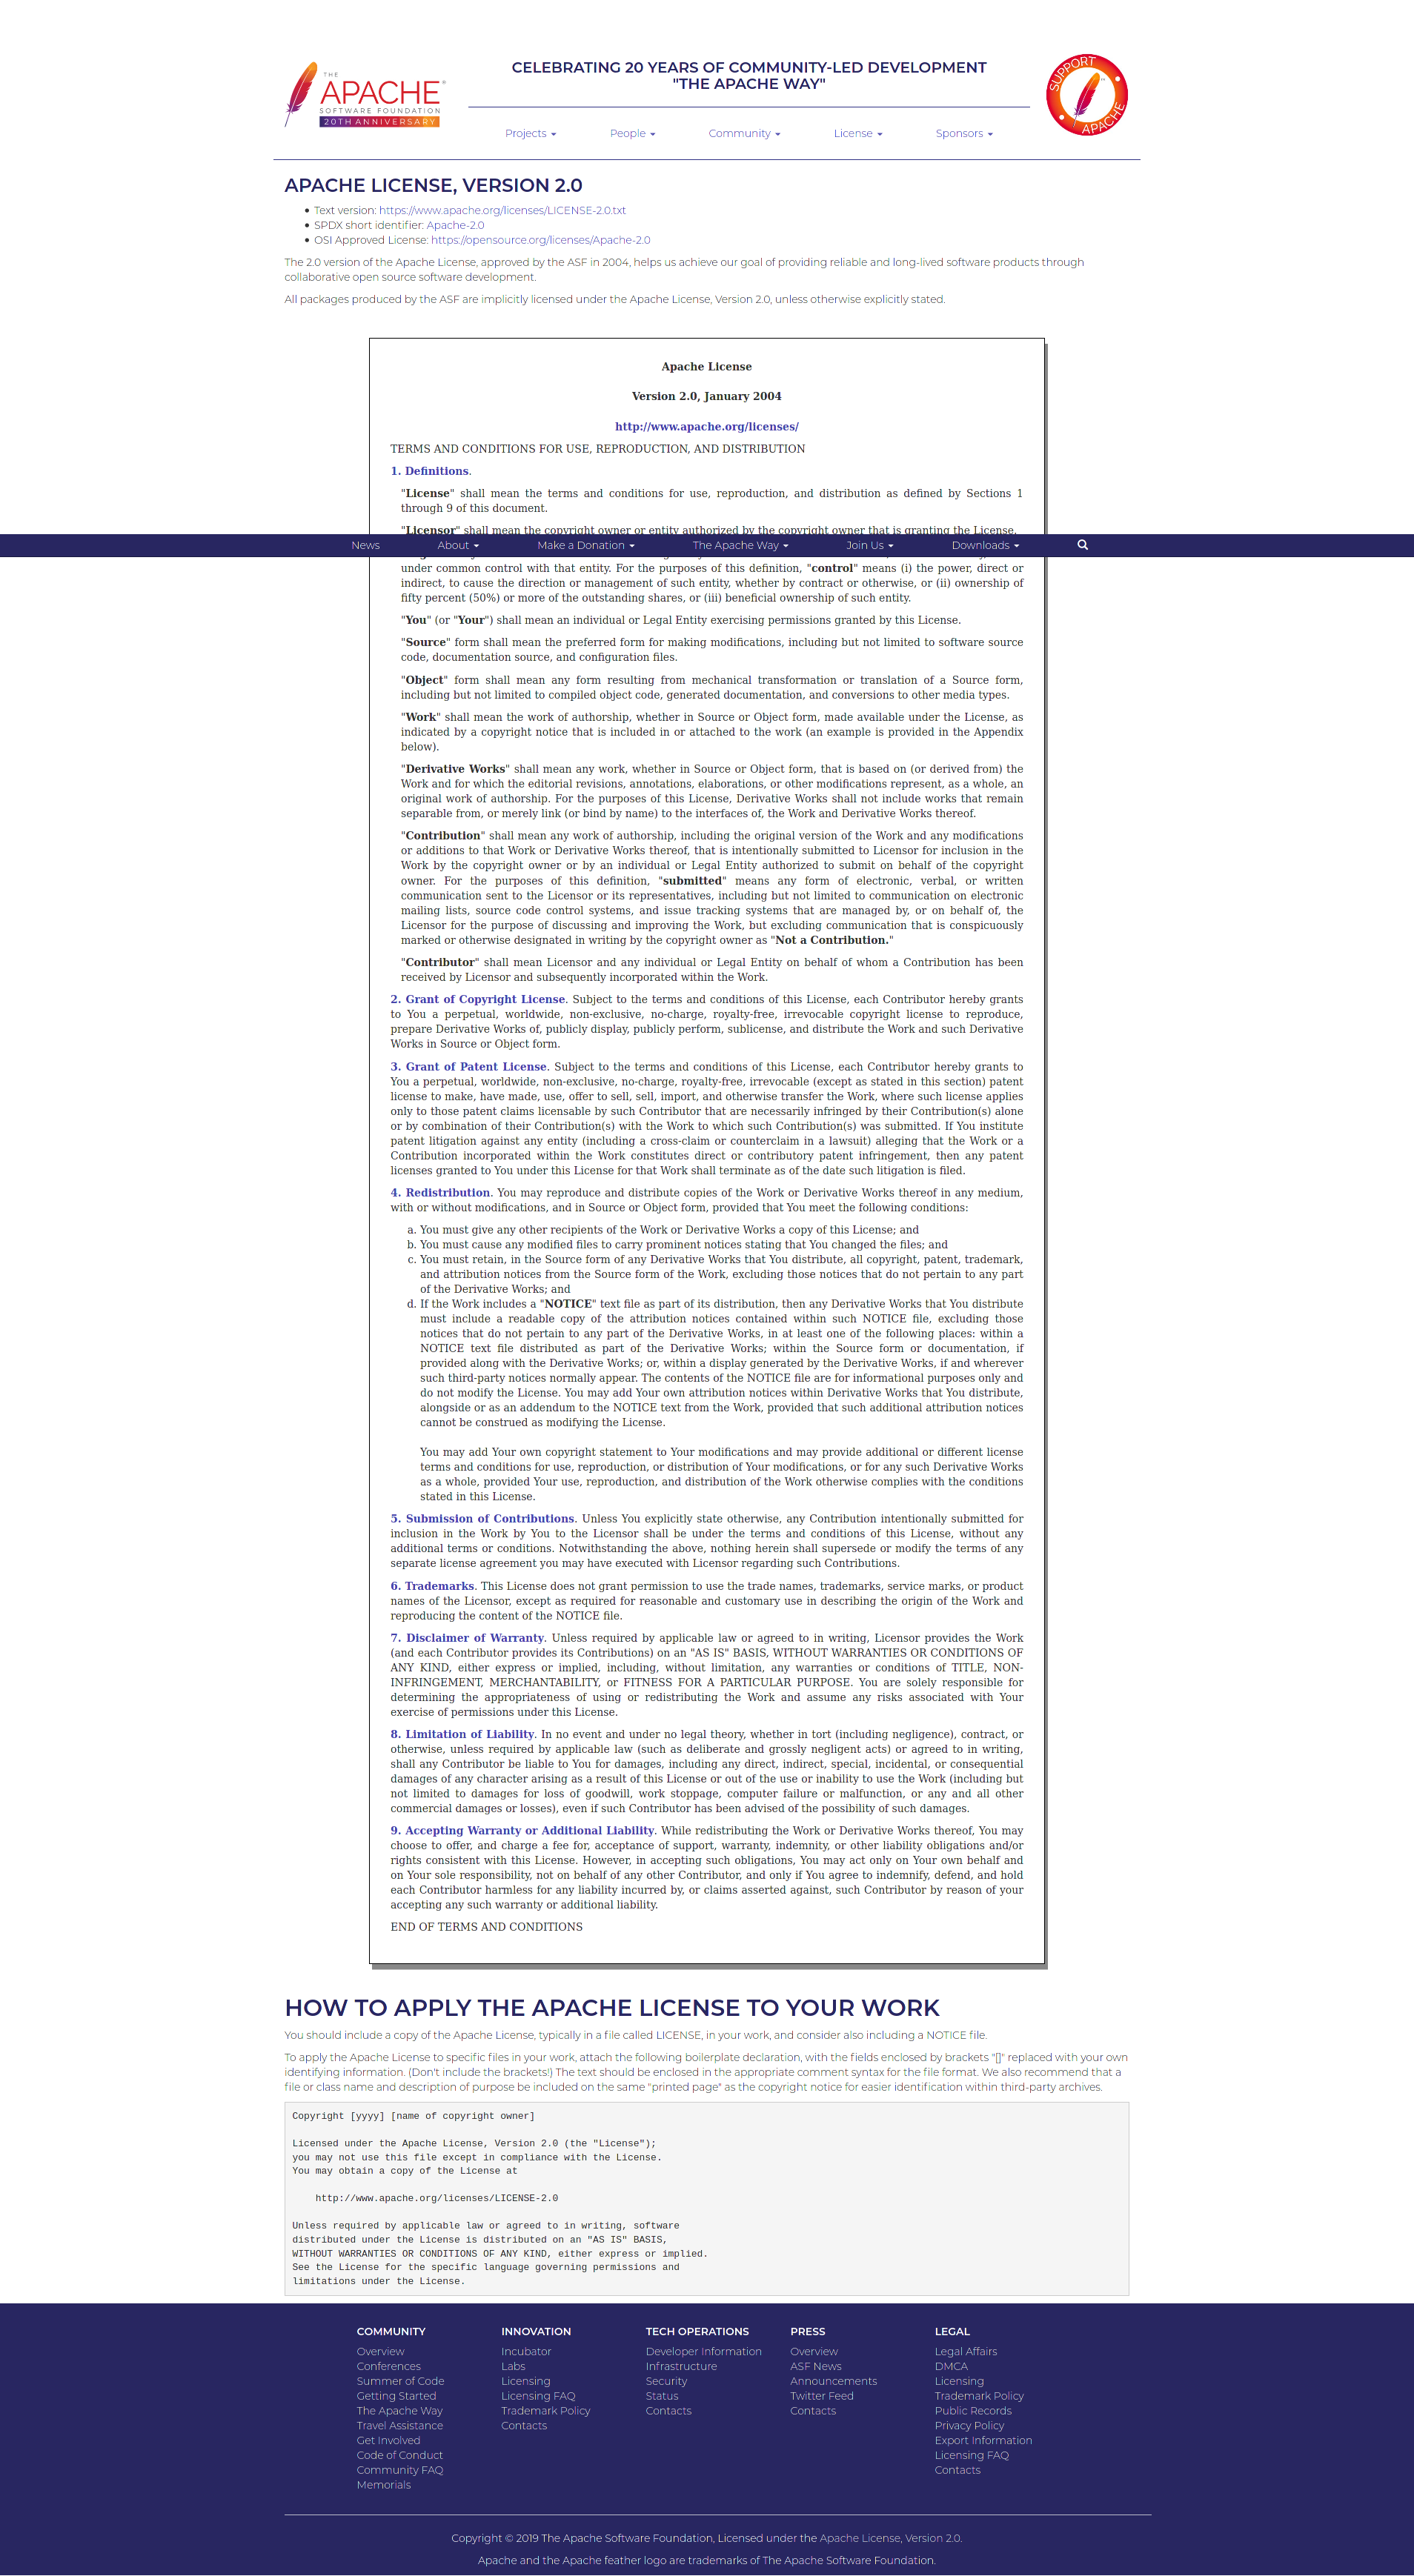 THE
APACHE®
SOFTWARE FOUNDATION
20TH ANNIVERSARY
CELEBRATING 20 YEARS OF COMMUNITY-LED DEVELOPMENT
"THE APACHE WAY"
SUPPORT
APACHE
Projects People Community License Sponsors
APACHE LICENSE, VERSION 2.0
• Text version: https://www.apache.org/licenses/LICENSE-2.0.txt
• SPDX short identifier: Apache-2.0
• OSI Approved License: https://opensource.org/licenses/Apache-2.0
The 2.0 version of the Apache License, approved by the ASF in 2004, helps us achieve our goal of providing reliable and long-lived software products through
collaborative open source software development.
All packages produced by the ASF are implicitly licensed under the Apache License, Version 2.0, unless otherwise explicitly stated.
Apache License
Version 2.0, January 2004
http://www.apache.org/licenses/
TERMS AND CONDITIONS FOR USE, REPRODUCTION, AND DISTRIBUTION
1. Definitions.
"License" shall mean the terms and conditions for use, reproduction, and distribution as defined by Sections 1
through 9 of this document.
"Licensor" shall mean the copyright owner or entity authorized by the copyright owner that is granting the License.
News About Make a Donation The Apache Way Join Us Downloads
under common control with that entity. For the purposes of this definition, "control" means (i) the power, direct or
indirect, to cause the direction or management of such entity, whether by contract or otherwise, or (ii) ownership of
fifty percent (50%) or more of the outstanding shares, or (iii) beneficial ownership of such entity.
"You" (or "Your") shall mean an individual or Legal Entity exercising permissions granted by this License.
"Source" form shall mean the preferred form for making modifications, including but not limited to software source
code, documentation source, and configuration files.
"Object" form shall mean any form resulting from mechanical transformation or translation of a Source form,
including but not limited to compiled object code, generated documentation, and conversions to other media types.
"Work" shall mean the work of authorship, whether in Source or Object form, made available under the License, as
indicated by a copyright notice that is included in or attached to the work (an example is provided in the Appendix
below).
"Derivative Works" shall mean any work, whether in Source or Object form, that is based on (or derived from) the
Work and for which the editorial revisions, annotations, elaborations, or other modifications represent, as a whole, an
original work of authorship. For the purposes of this License, Derivative Works shall not include works that remain
separable from, or merely link (or bind by name) to the interfaces of, the Work and Derivative Works thereof.
"Contribution" shall mean any work of authorship, including the original version of the Work and any modifications
or additions to that Work or Derivative Works thereof, that is intentionally submitted to Licensor for inclusion in the
Work by the copyright owner or by an individual or Legal Entity authorized to submit on behalf of the copyright
owner. For the purposes of this definition, "submitted" means any form of electronic, verbal, or written
communication sent to the Licensor or its representatives, including but not limited to communication on electronic
mailing lists, source code control systems, and issue tracking systems that are managed by, or on behalf of, the
Licensor for the purpose of discussing and improving the Work, but excluding communication that is conspicuously
marked or otherwise designated in writing by the copyright owner as "Not a Contribution."
"Contributor" shall mean Licensor and any individual or Legal Entity on behalf of whom a Contribution has been
received by Licensor and subsequently incorporated within the Work.
2. Grant of Copyright License. Subject to the terms and conditions of this License, each Contributor hereby grants
to You a perpetual, worldwide, non-exclusive, no-charge, royalty-free, irrevocable copyright license to reproduce,
prepare Derivative Works of, publicly display, publicly perform, sublicense, and distribute the Work and such Derivative
Works in Source or Object form.
3. Grant of Patent License. Subject to the terms and conditions of this License, each Contributor hereby grants to
You a perpetual, worldwide, non-exclusive, no-charge, royalty-free, irrevocable (except as stated in this section) patent
license to make, have made, use, offer to sell, sell, import, and otherwise transfer the Work, where such license applies
only to those patent claims licensable by such Contributor that are necessarily infringed by their Contribution(s) alone
or by combination of their Contribution(s) with the Work to which such Contribution(s) was submitted. If You institute
patent litigation against any entity (including a cross-claim or counterclaim in a lawsuit) alleging that the Work or a
Contribution incorporated within the Work constitutes direct or contributory patent infringement, then any patent
licenses granted to You under this License for that Work shall terminate as of the date such litigation is filed.
4. Redistribution. You may reproduce and distribute copies of the Work or Derivative Works thereof in any medium,
with or without modifications, and in Source or Object form, provided that You meet the following conditions:
a. You must give any other recipients of the Work or Derivative Works a copy of this License; and
b. You must cause any modified files to carry prominent notices stating that You changed the files; and
c. You must retain, in the Source form of any Derivative Works that You distribute, all copyright, patent, trademark,
and attribution notices from the Source form of the Work, excluding those notices that do not pertain to any part
of the Derivative Works; and
d. If the Work includes a "NOTICE" text file as part of its distribution, then any Derivative Works that You distribute
must include a readable copy of the attribution notices contained within such NOTICE file, excluding those
notices that do not pertain to any part of the Derivative Works, in at least one of the following places: within a
NOTICE text file distributed as part of the Derivative Works; within the Source form or documentation, if
provided along with the Derivative Works; or, within a display generated by the Derivative Works, if and wherever
such third-party notices normally appear. The contents of the NOTICE file are for informational purposes only and
do not modify the License. You may add Your own attribution notices within Derivative Works that You distribute,
alongside or as an addendum to the NOTICE text from the Work, provided that such additional attribution notices
cannot be construed as modifying the License.
You may add Your own copyright statement to Your modifications and may provide additional or different license
terms and conditions for use, reproduction, or distribution of Your modifications, or for any such Derivative Works
as a whole, provided Your use, reproduction, and distribution of the Work otherwise complies with the conditions
stated in this License.
5. Submission of Contributions. Unless You explicitly state otherwise, any Contribution intentionally submitted for
inclusion in the Work by You to the Licensor shall be under the terms and conditions of this License, without any
additional terms or conditions. Notwithstanding the above, nothing herein shall supersede or modify the terms of any
separate license agreement you may have executed with Licensor regarding such Contributions.
6. Trademarks. This License does not grant permission to use the trade names, trademarks, service marks, or product
names of the Licensor, except as required for reasonable and customary use in describing the origin of the Work and
reproducing the content of the NOTICE file.
7. Disclaimer of Warranty. Unless required by applicable law or agreed to in writing, Licensor provides the Work
(and each Contributor provides its Contributions) on an "AS IS" BASIS, WITHOUT WARRANTIES OR CONDITIONS OF
ANY KIND, either express or implied, including, without limitation, any warranties or conditions of TITLE, NON-
INFRINGEMENT, MERCHANTABILITY, or FITNESS FOR A PARTICULAR PURPOSE. You are solely responsible for
determining the appropriateness of using or redistributing the Work and assume any risks associated with Your
exercise of permissions under this License.
8. Limitation of Liability. In no event and under no legal theory, whether in tort (including negligence), contract, or
otherwise, unless required by applicable law (such as deliberate and grossly negligent acts) or agreed to in writing,
shall any Contributor be liable to You for damages, including any direct, indirect, special, incidental, or consequential
damages of any character arising as a result of this License or out of the use or inability to use the Work (including but
not limited to damages for loss of goodwill, work stoppage, computer failure or malfunction, or any and all other
commercial damages or losses), even if such Contributor has been advised of the possibility of such damages.
9. Accepting Warranty or Additional Liability. While redistributing the Work or Derivative Works thereof, You may
choose to offer, and charge a fee for, acceptance of support, warranty, indemnity, or other liability obligations and/or
rights consistent with this License. However, in accepting such obligations, You may act only on Your own behalf and
on Your sole responsibility, not on behalf of any other Contributor, and only if You agree to indemnify, defend, and hold
each Contributor harmless for any liability incurred by, or claims asserted against, such Contributor by reason of your
accepting any such warranty or additional liability.
END OF TERMS AND CONDITIONS
HOW TO APPLY THE APACHE LICENSE TO YOUR WORK
You should include a copy of the Apache License, typically in a file called LICENSE, in your work, and consider also including a NOTICE file.
To apply the Apache License to specific files in your work, attach the following boilerplate declaration, with the fields enclosed by brackets "[]" replaced with your own
identifying information. (Don't include the brackets!) The text should be enclosed in the appropriate comment syntax for the file format. We also recommend that a
file or class name and description of purpose be included on the same "printed page" as the copyright notice for easier identification within third-party archives.
Copyright [yyyy] [name of copyright owner]
Licensed under the Apache License, Version 2.0 (the "License");
you may not use this file except in compliance with the License.
You may obtain a copy of the License at
http://www.apache.org/licenses/LICENSE-2.0
Unless required by applicable law or agreed to in writing, software
distributed under the License is distributed on an "AS IS" BASIS,
WITHOUT WARRANTIES OR CONDITIONS OF ANY KIND, either express or implied.
See the License for the specific language governing permissions and
limitations under the License.
COMMUNITY
Overview
Conferences
Summer of Code
Getting Started
The Apache Way
Travel Assistance
Get Involved
Code of Conduct
Community FAQ
Memorials
INNOVATION
Incubator
Labs
Licensing
Licensing FAQ
Trademark Policy
Contacts
TECH OPERATIONS
Developer Information
Infrastructure
Security
Status
Contacts
PRESS
Overview
ASF News
Announcements
Twitter Feed
Contacts
LEGAL
Legal Affairs
DMCA
Licensing
Trademark Policy
Public Records
Privacy Policy
Export Information
Licensing FAQ
Contacts
Copyright © 2019 The Apache Software Foundation, Licensed under the Apache License, Version 2.0.
Apache and the Apache feather logo are trademarks of The Apache Software Foundation.